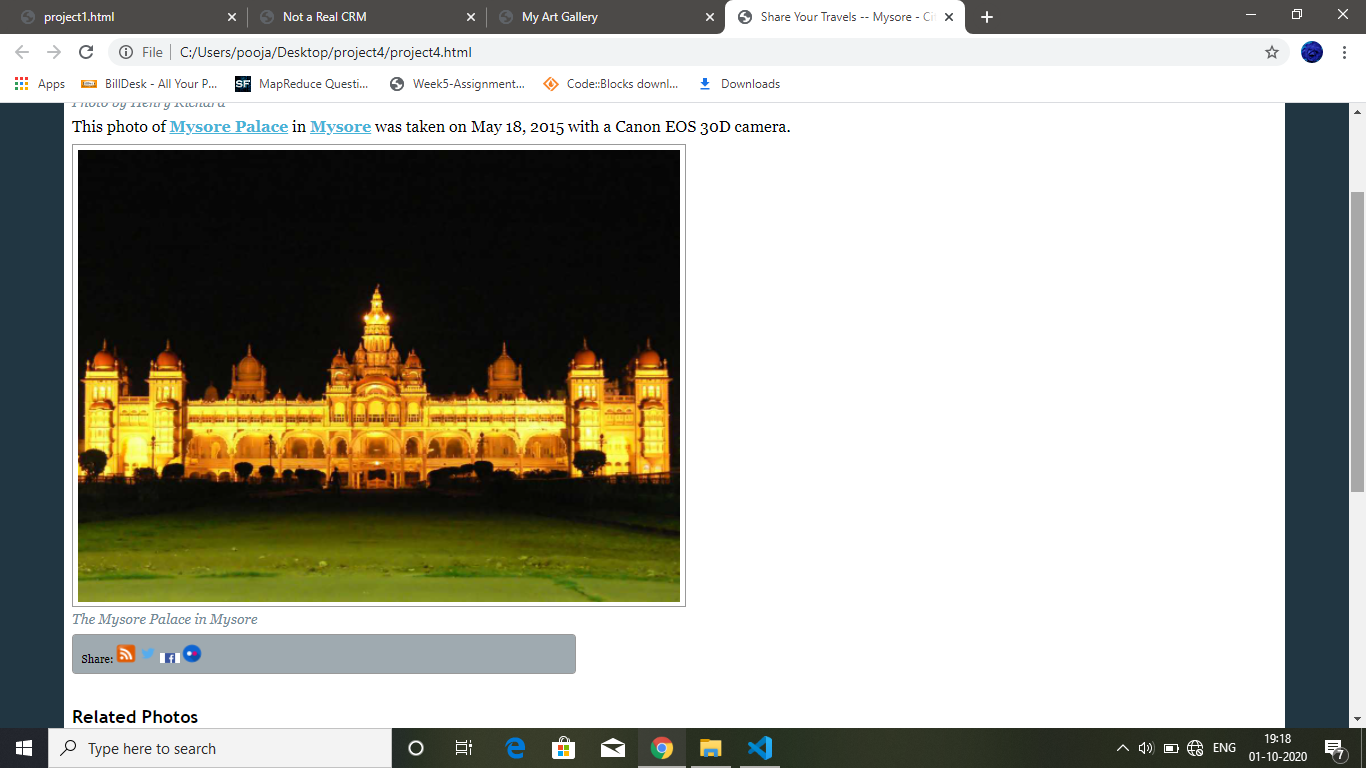 project1.html
Not a Real CRM
My Art Gallery
Share Your Travels -- Mysore - Ci
File
C:/Users/pooja/Desktop/project4/project4.html
Apps
BillDesk - All Your P...
SF
MapReduce Questi...
Week5-Assignment...
Code::Blocks downl...
Downloads
Photo by Henry Richard
This photo of Mysore Palace in Mysore was taken on May 18, 2015 with a Canon EOS 30D camera.
The Mysore Palace in Mysore
Share:
Related Photos
Type here to search
ENG
19:18
01-10-2020
7